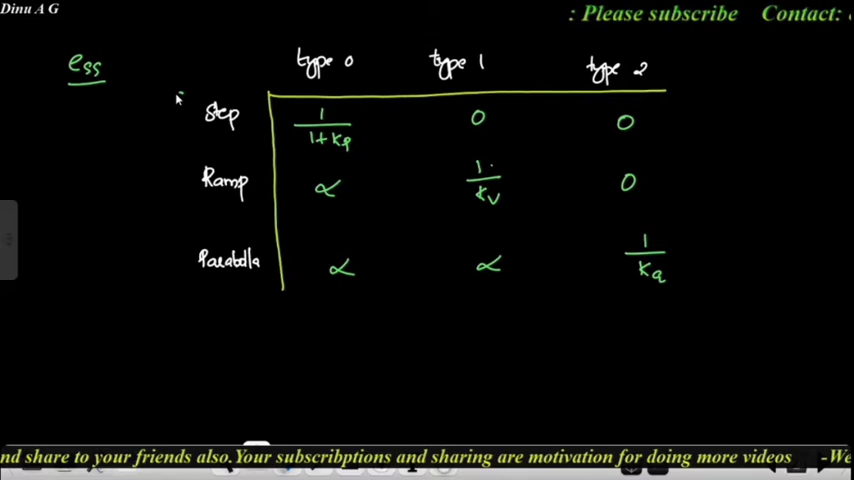 Dinu A G
: Please subscribe Contact:
ess
type 0 type 1 type 2
Step 1/1+Kp 0 0
Ramp ∝ 1/Kv 0
Parabolla ∝ ∝ 1/Ka
nd share to your friends also.Your subscribptions and sharing are motivation for doing more videos -We